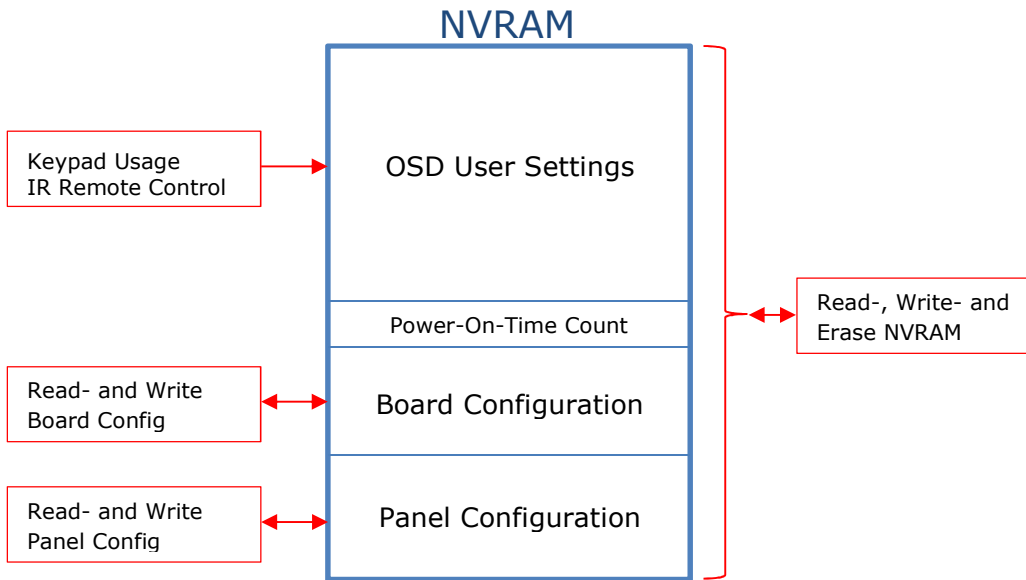 NVRAM
Keypad Usage
IR Remote Control
OSD User Settings
Power-On-Time Count
Read-, Write- and
Erase NVRAM
Read- and Write
Board Config
Board Configuration
Read- and Write
Panel Config
Panel Configuration